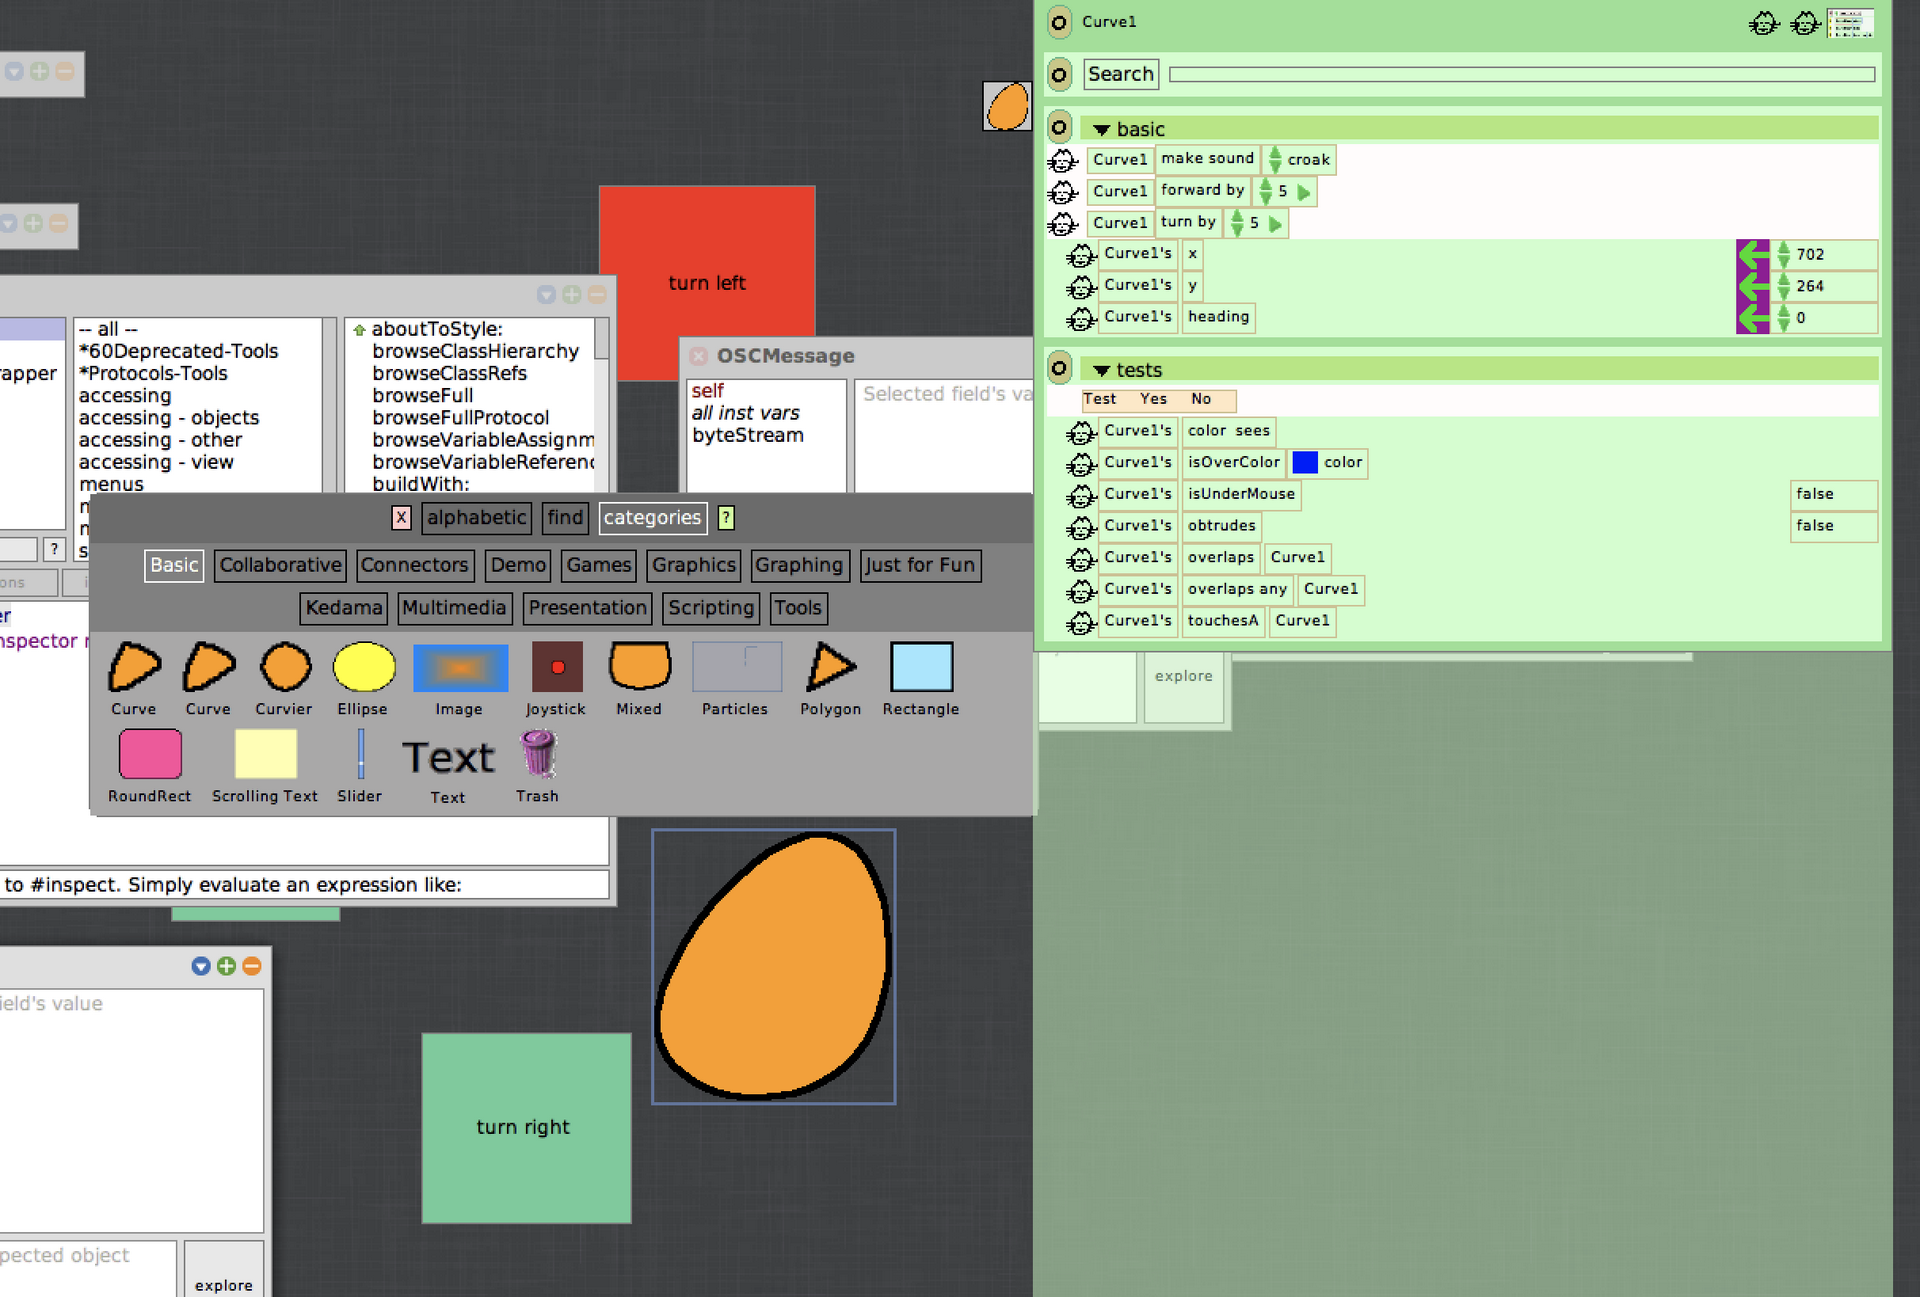 Curve1
Search
basic
Curve1 make sound croak
Curve1 forward by 5
Curve1 turn by 5
Curve1's x 702
Curve1's y 264
Curve1's heading 0
tests
Test Yes No
Curve1's color sees
Curve1's isOverColor color
Curve1's isUnderMouse false
Curve1's obtrudes false
Curve1's overlaps Curve1
Curve1's overlaps any Curve1
Curve1's touchesA Curve1
explore
turn left
-- all --
*60Deprecated-Tools
*Protocols-Tools
accessing
accessing - objects
accessing - other
accessing - view
menus
aboutToStyle:
browseClassHierarchy
browseClassRefs
browseFull
browseFullProtocol
browseVariableAssignm
browseVariableReferenc
buildWith:
apper
?
ons
er
nspector
to #inspect. Simply evaluate an expression like:
OSCMessage
self
all inst vars
byteStream
Selected field's va
X alphabetic find categories ?
Basic Collaborative Connectors Demo Games Graphics Graphing Just for Fun
Kedama Multimedia Presentation Scripting Tools
Curve Curve Curvier Ellipse Image Joystick Mixed Particles Polygon Rectangle
Text
RoundRect Scrolling Text Slider Text Trash
ield's value
pected object
explore
turn right